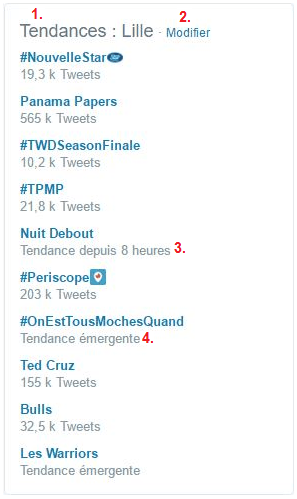 1.
2.
Tendances : Lille · Modifier
#NouvelleStar
19,3 k Tweets
Panama Papers
565 k Tweets
#TWDSeasonFinale
10,2 k Tweets
#TPMP
21,8 k Tweets
Nuit Debout
Tendance depuis 8 heures 3.
#Periscope
203 k Tweets
#OnEstTousMochesQuand
Tendance émergente 4.
Ted Cruz
155 k Tweets
Bulls
32,5 k Tweets
Les Warriors
Tendance émergente